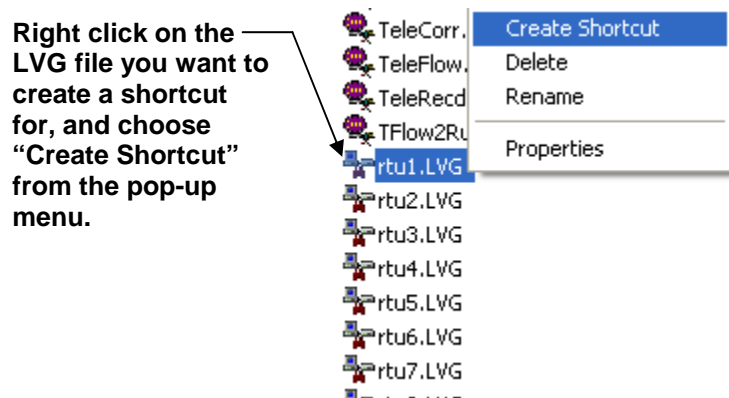 Right click on the
LVG file you want to
create a shortcut
for, and choose
“Create Shortcut”
from the pop-up
menu.
TeleCorr.
TeleFlow.
TeleRecd
TFlow2Ru
rtu1.LVG
rtu2.LVG
rtu3.LVG
rtu4.LVG
rtu5.LVG
rtu6.LVG
rtu7.LVG
Create Shortcut
Delete
Rename
Properties